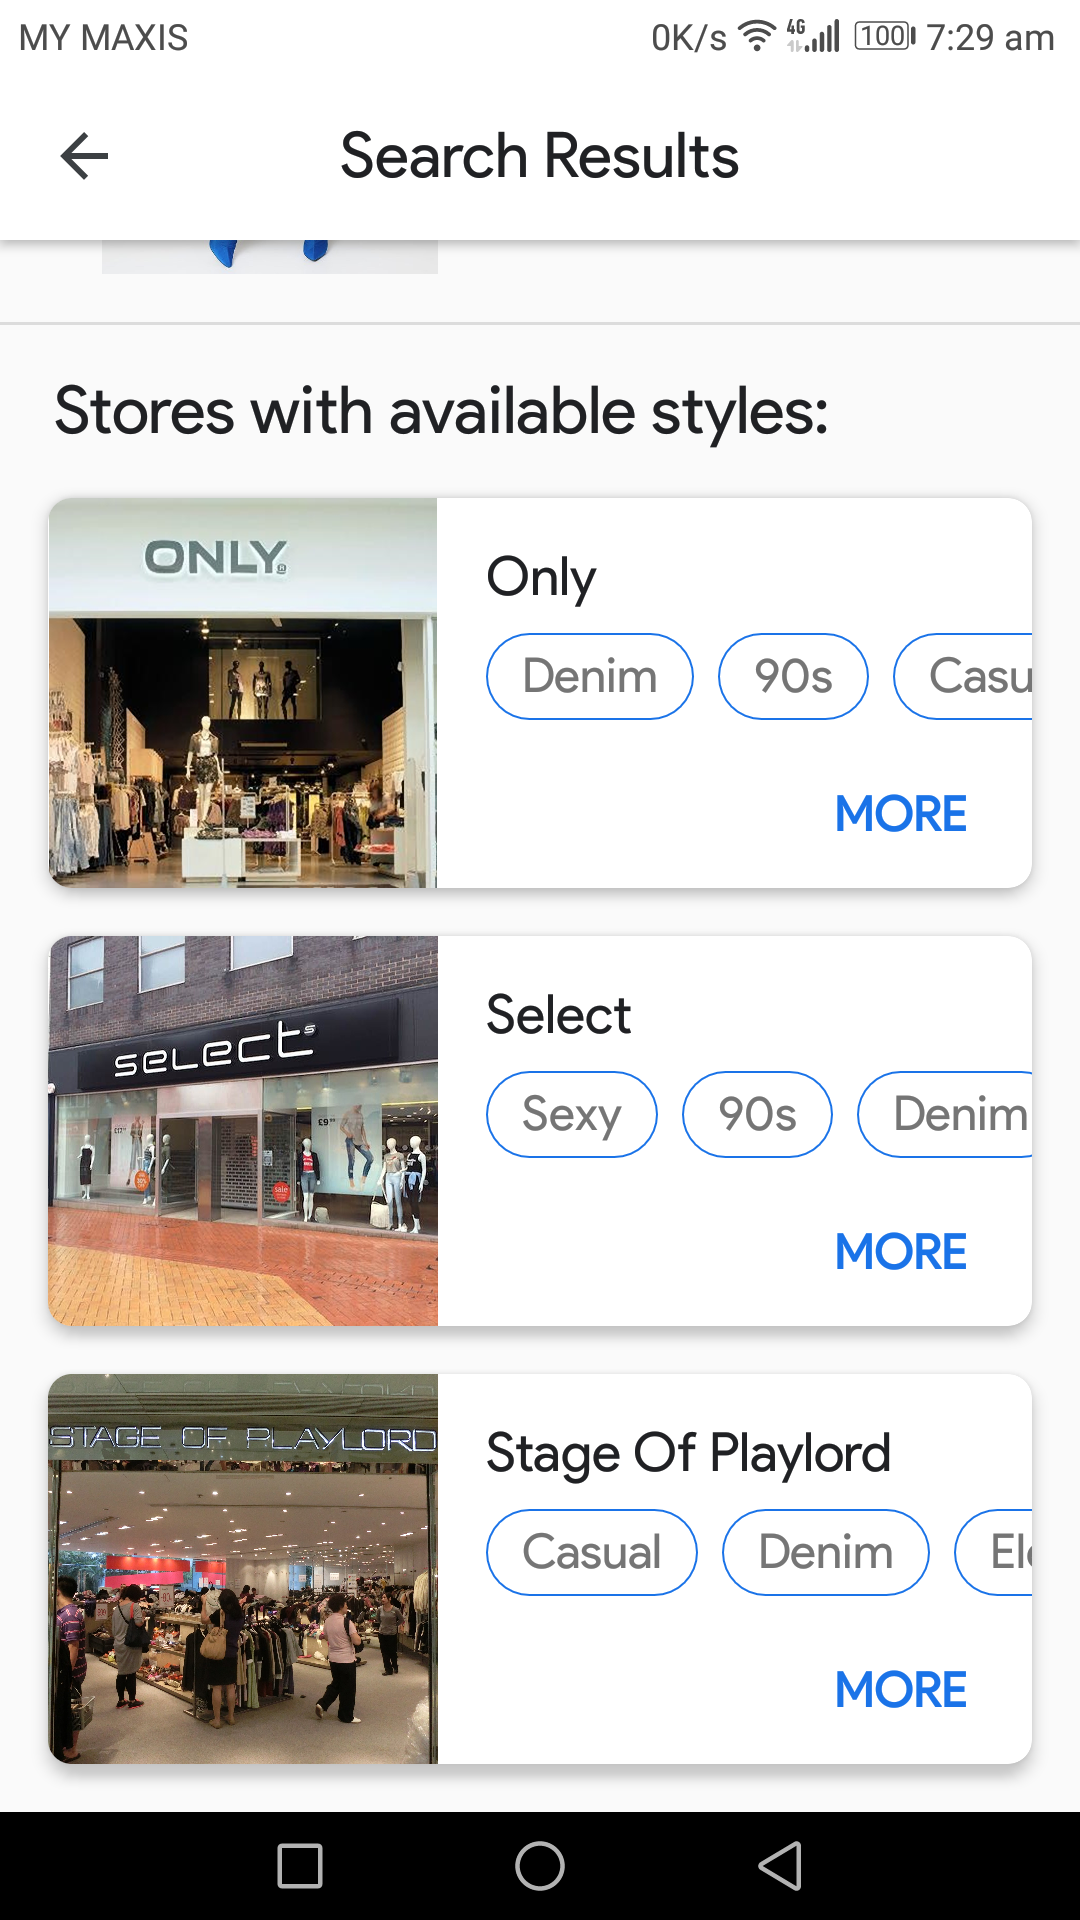 MY MAXIS 0K/s 4G 100 7:29 am
Search Results
Stores with available styles:
ONLY
Only
Denim 90s Casu
MORE
select
Select
Sexy 90s Denim
MORE
STAGE OF PLAYLORD
Stage Of Playlord
Casual Denim Ele
MORE